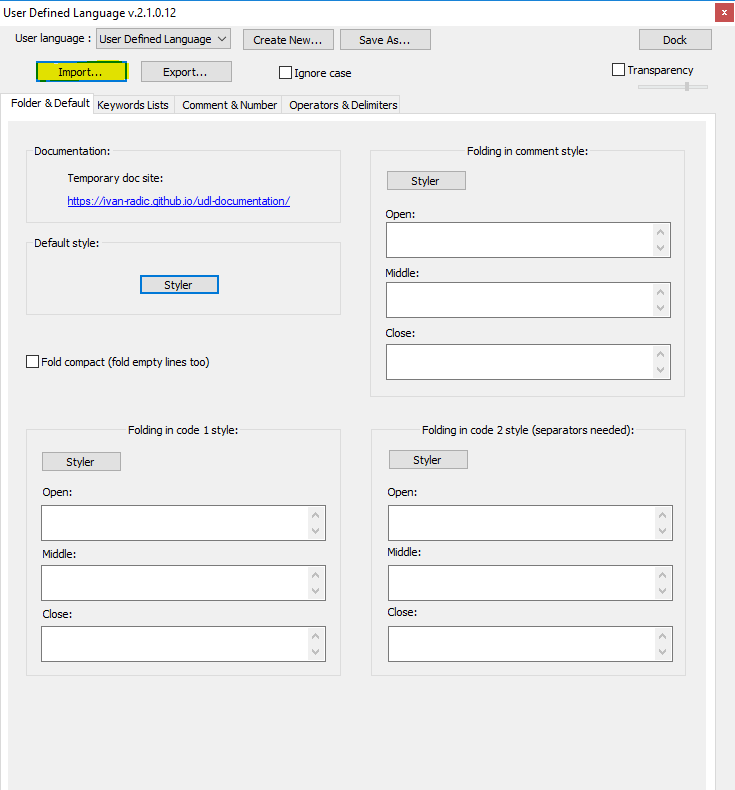 User Defined Language v.2.1.0.12
x
User language : User Defined Language Create New... Save As... Dock
Import... Export... Ignore case Transparency
Folder & Default Keywords Lists Comment & Number Operators & Delimiters
Documentation:
Temporary doc site:
https://ivan-radic.github.io/udl-documentation/
Default style:
Styler
Fold compact (fold empty lines too)
Folding in comment style:
Styler
Open:
Middle:
Close:
Folding in code 1 style:
Styler
Open:
Middle:
Close:
Folding in code 2 style (separators needed):
Styler
Open:
Middle:
Close: